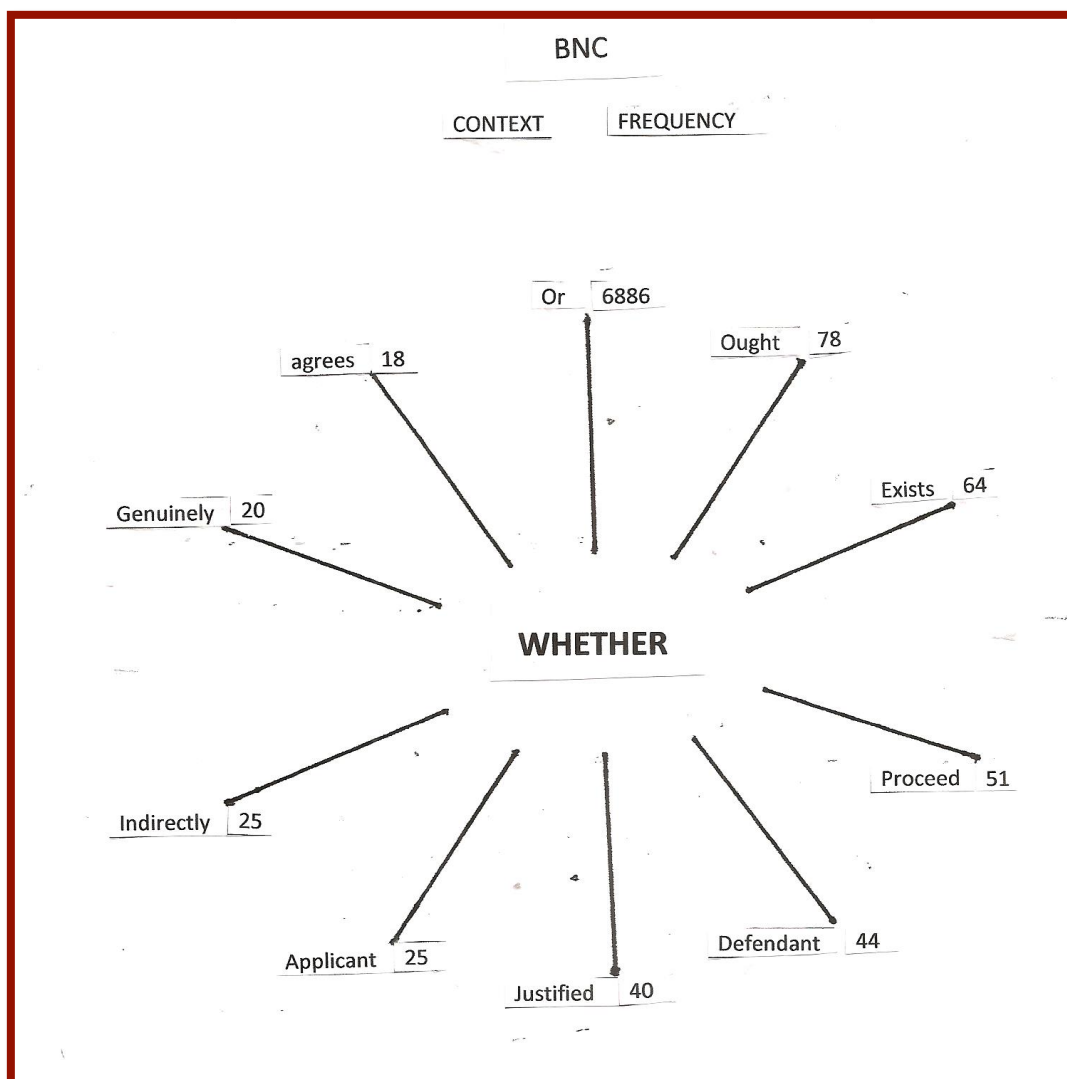 BNC
CONTEXT FREQUENCY
Or 6886
Ought 78
agrees 18
Exists 64
Genuinely 20
WHETHER
Proceed 51
Indirectly 25
Defendant 44
Applicant 25
Justified 40